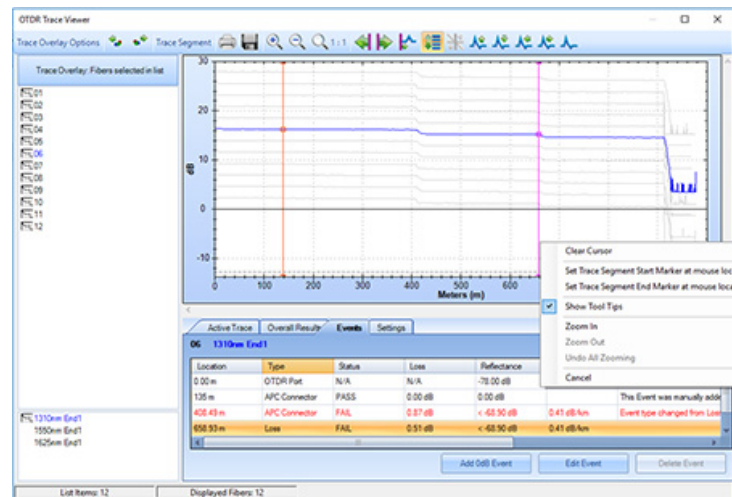 OTDR Trace Viewer
Trace Overlay Options Trace Segment 1:1
Trace Overlay: Fibers selected in list
01
02
03
04
05
06
07
08
09
10
11
12
30
20
10
0
-10
dB
0 100 200 300 400 500 600
Meters (m)
Clear Cursor
Set Trace Segment Start Marker at mouse loc
Set Trace Segment End Marker at mouse loca
Show Tool Tips
Zoom In
Zoom Out
Undo All Zooming
Cancel
Active Trace Overall Results Events Settings
06 1310nm End1
Location Type Status Loss Reflectance
0.00 m OTDR Port N/A N/A -78.00 dB
135 m APC Connector PASS 0.00 dB 0.00 dB This Event was manually adde
408.48 m APC Connector FAIL 0.87 dB < -68.90 dB 0.41 dB/km Event type changed from Loss
658.93 m Loss FAIL 0.51 dB < -68.90 dB 0.41 dB/km
1310nm End1
1550nm End1
1625nm End1
Add 0dB Event Edit Event Delete Event
List Items: 12 Displayed Fibers: 12